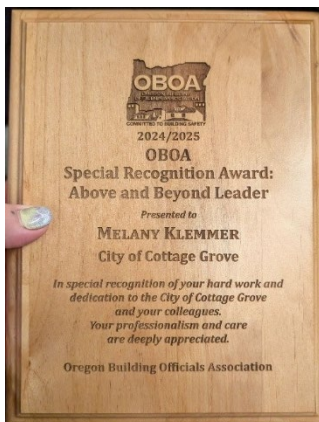 OBOA
COMMITTED TO BUILDING SAFETY
2024/2025
OBOA
Special Recognition Award:
Above and Beyond Leader
Presented to
MELANY KLEMMER
City of Cottage Grove
In special recognition of your hard work and
dedication to the City of Cottage Grove
and your colleagues.
Your professionalism and care
are deeply appreciated.
Oregon Building Officials Association